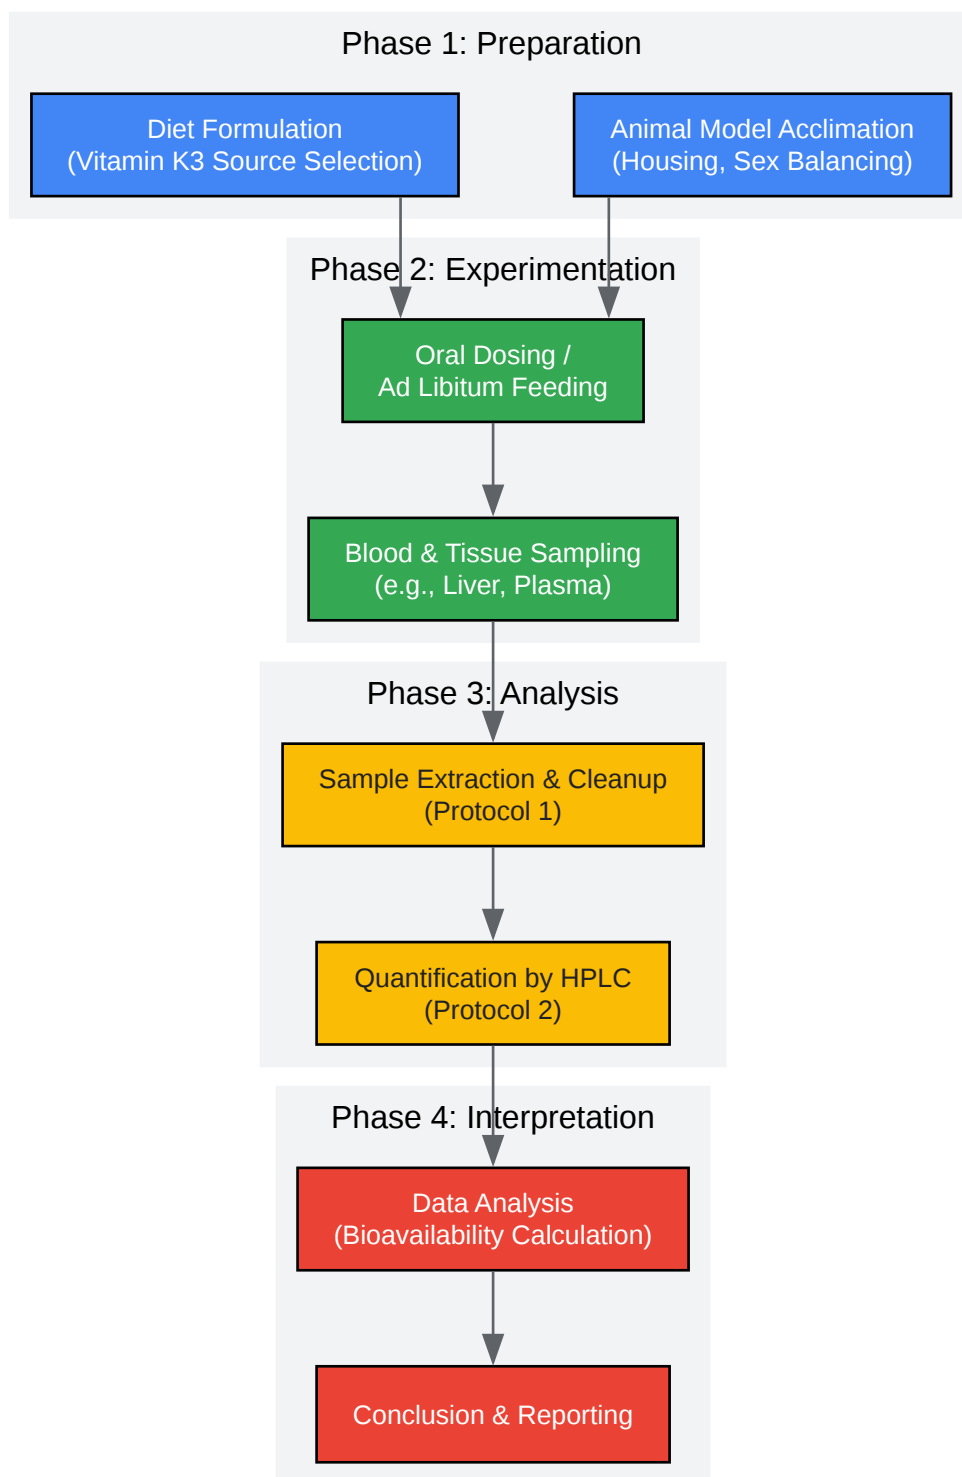 Phase 1: Preparation
Diet Formulation
(Vitamin K3 Source Selection)
Animal Model Acclimation
(Housing, Sex Balancing)
Phase 2: Experimentation
Oral Dosing /
Ad Libitum Feeding
Blood & Tissue Sampling
(e.g., Liver, Plasma)
Phase 3: Analysis
Sample Extraction & Cleanup
(Protocol 1)
Quantification by HPLC
(Protocol 2)
Phase 4: Interpretation
Data Analysis
(Bioavailability Calculation)
Conclusion & Reporting